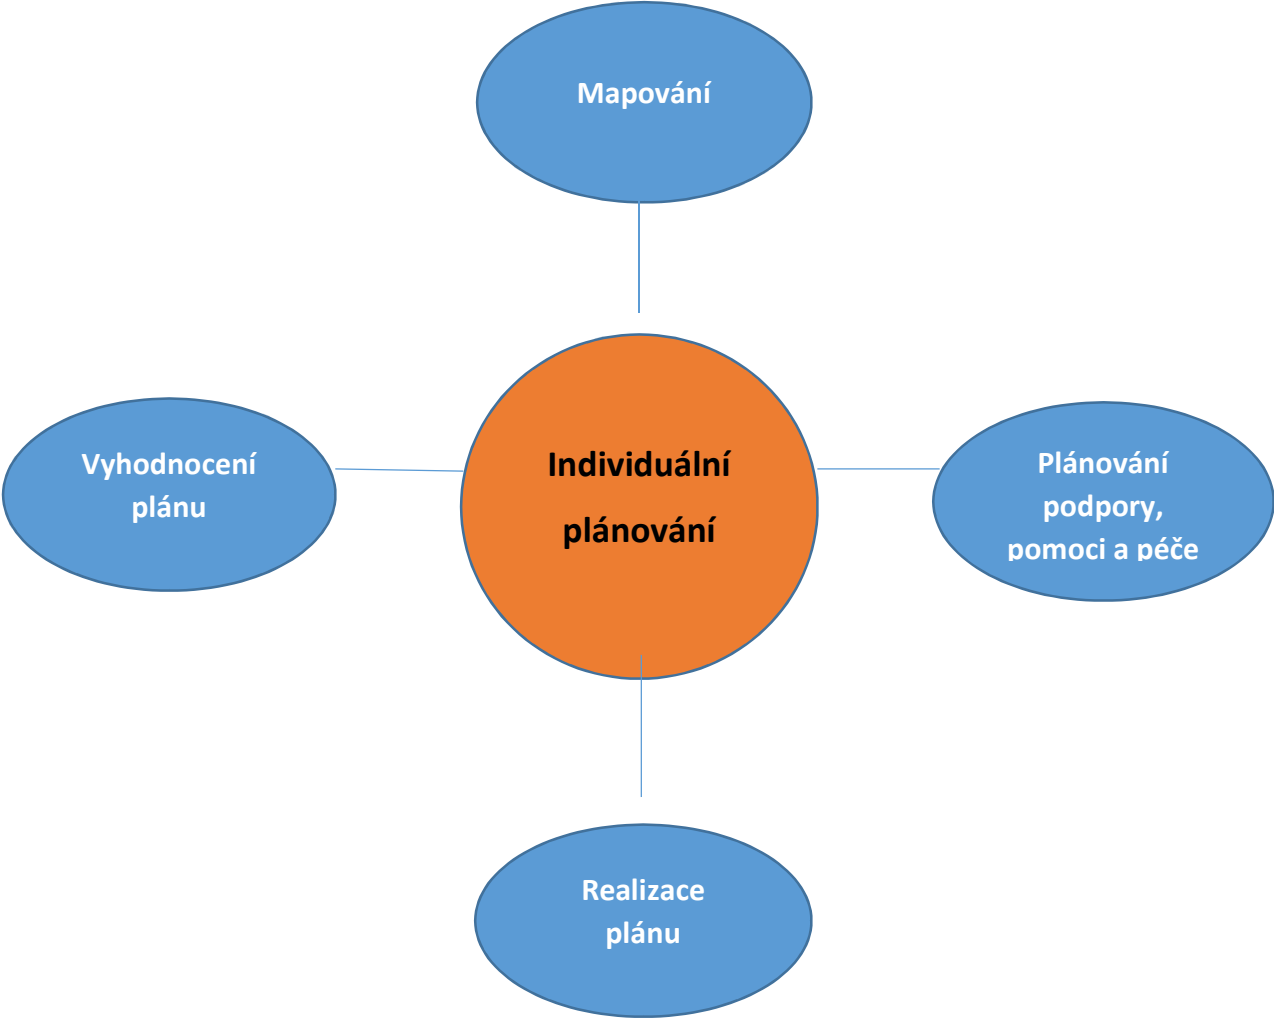 Mapování
Vyhodnocení
plánu
Individuální
plánování
Plánování
podpory,
pomoci a péče
Realizace
plánu